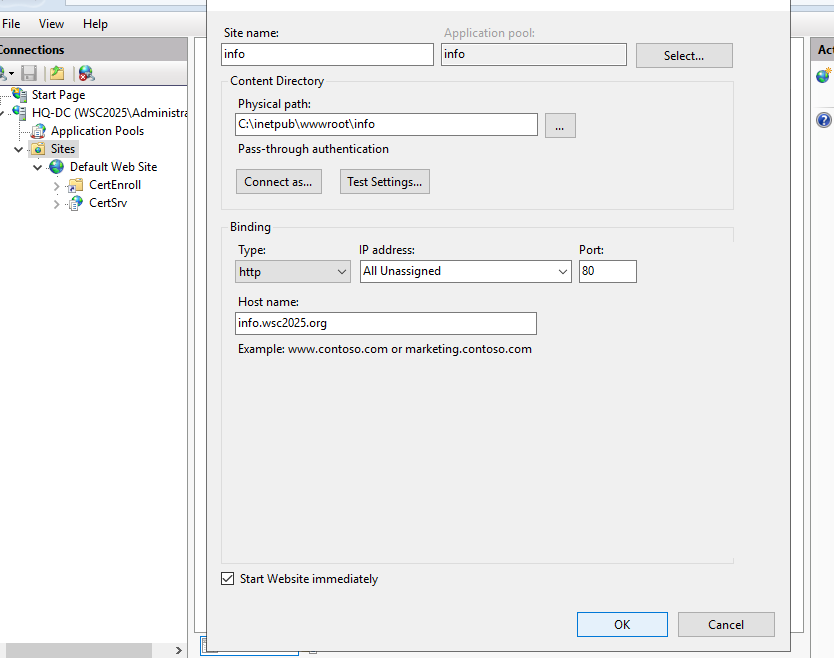 File View Help
Connections
Start Page
HQ-DC (WSC2025\Administra
Application Pools
Sites
Default Web Site
CertEnroll
CertSrv
Site name:
Application pool:
info
info
Select...
Content Directory
Physical path:
C:\inetpub\wwwroot\info
...
Pass-through authentication
Connect as...
Test Settings...
Binding
Type:
IP address:
Port:
http
All Unassigned
80
Host name:
info.wsc2025.org
Example: www.contoso.com or marketing.contoso.com
Start Website immediately
OK
Cancel
Act